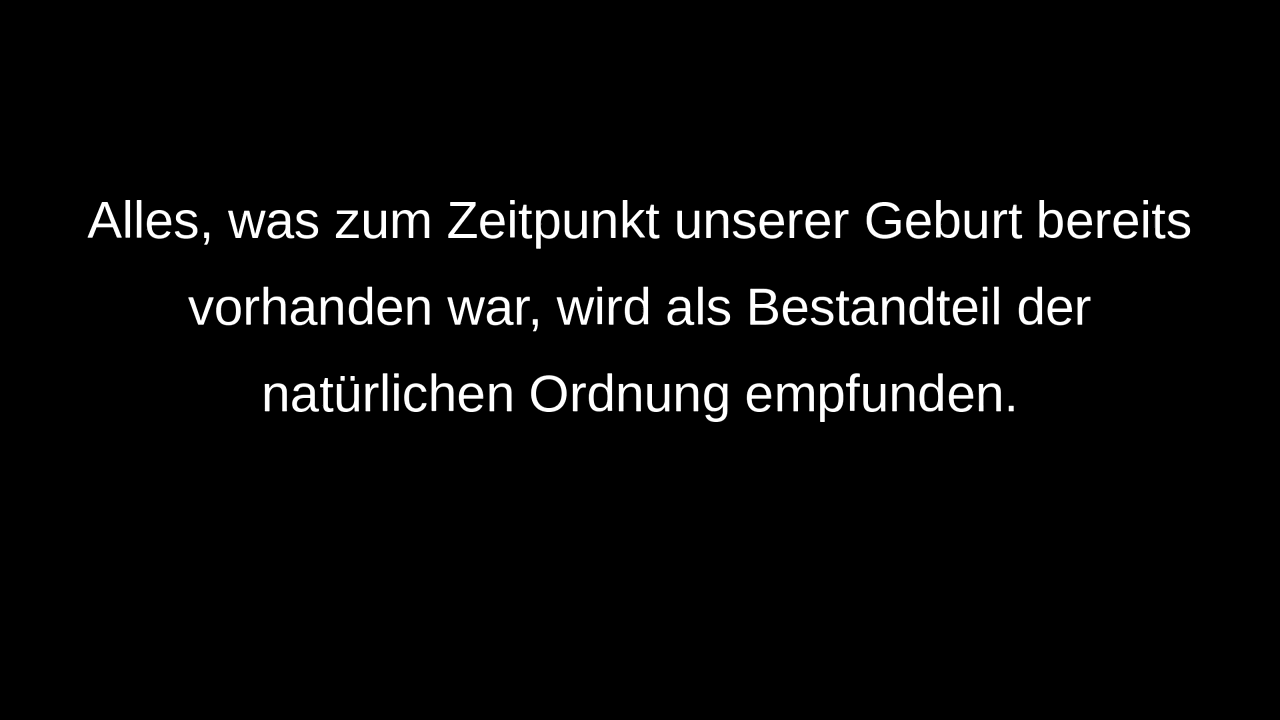 Alles, was zum Zeitpunkt unserer Geburt bereits
vorhanden war, wird als Bestandteil der
natürlichen Ordnung empfunden.